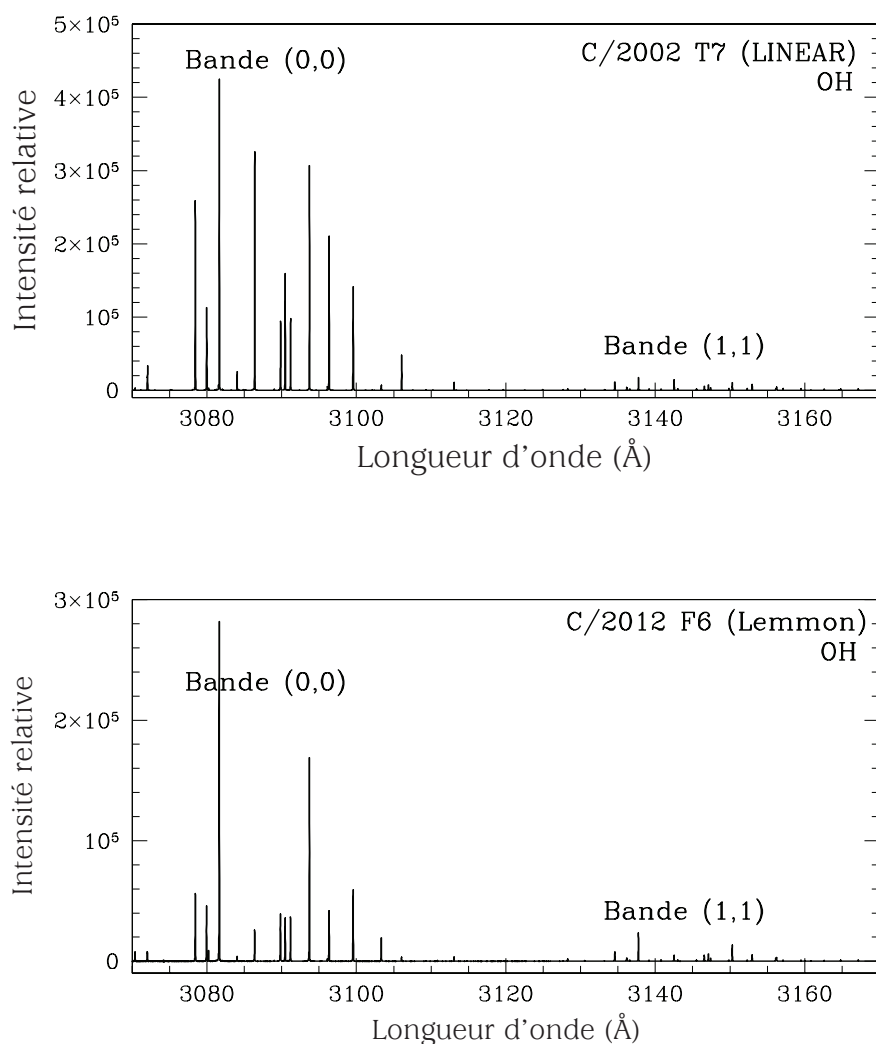 5×10⁵
4×10⁵
3×10⁵
2×10⁵
10⁵
0
Intensité relative
Bande (0,0)
C/2002 T7 (LINEAR)
OH
Bande (1,1)
3080
3100
3120
3140
3160
Longueur d'onde (Å)
3×10⁵
2×10⁵
10⁵
0
Intensité relative
C/2012 F6 (Lemmon)
OH
Bande (0,0)
Bande (1,1)
3080
3100
3120
3140
3160
Longueur d'onde (Å)